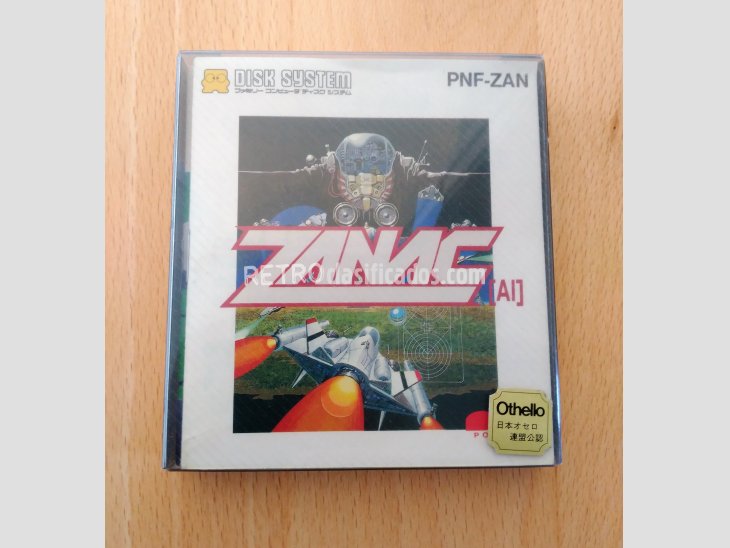 DISK SYSTEM
ファミリー コンピュータ ディスク システム
PNF-ZAN
ZANAC
RETROclasificados.com
[AI]
Othello
日本オセロ
連盟公認